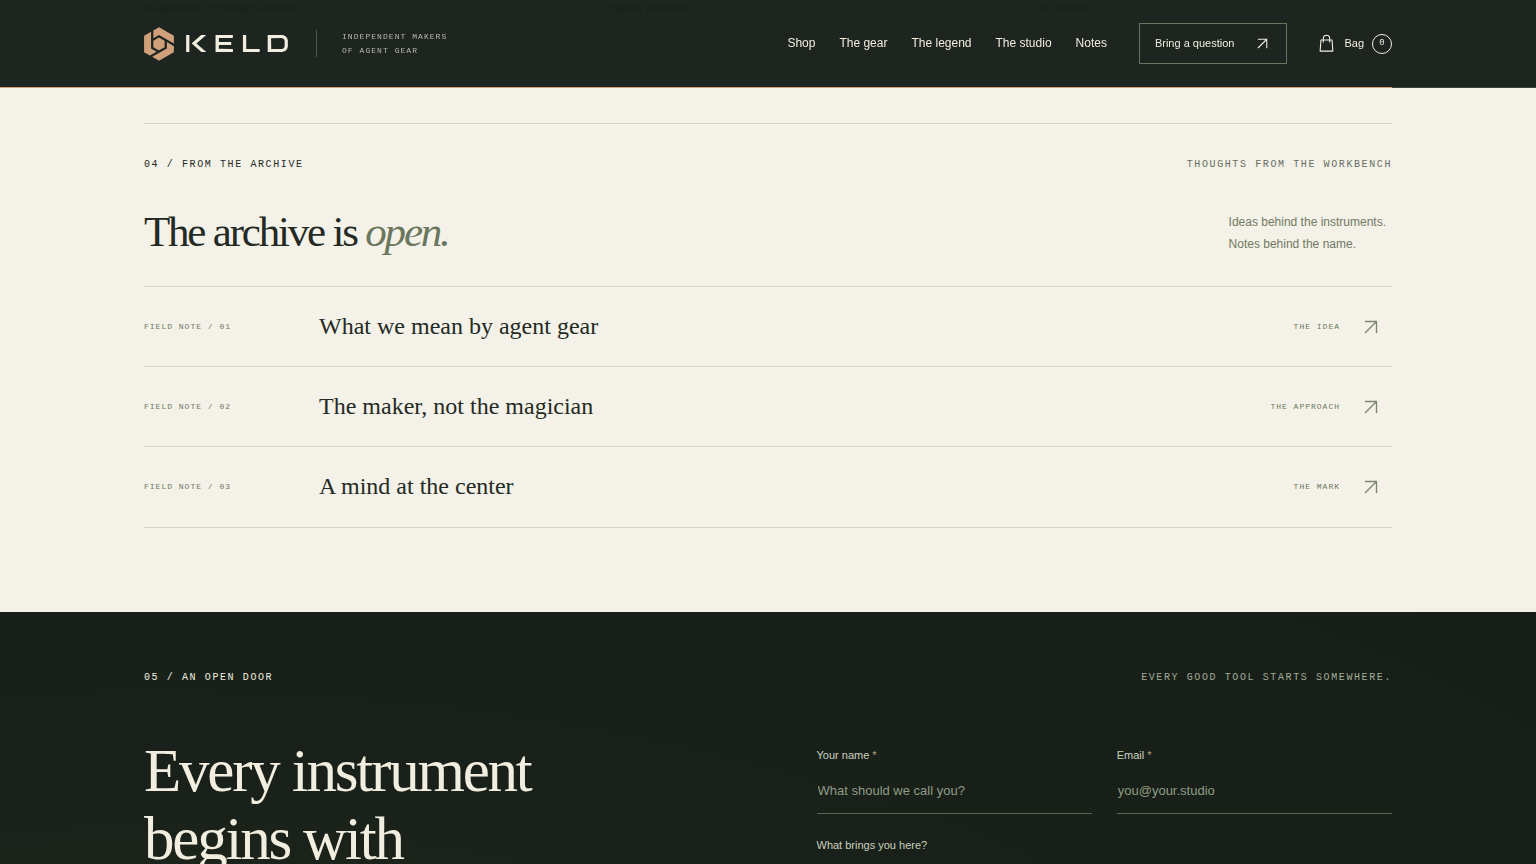 KELD
INDEPENDENT MAKERS
OF AGENT GEAR
Shop
The gear
The legend
The studio
Notes
Bring a question
Bag
0
04 / FROM THE ARCHIVE
THOUGHTS FROM THE WORKBENCH
The archive is open.
Ideas behind the instruments.
Notes behind the name.
FIELD NOTE / 01
What we mean by agent gear
THE IDEA
FIELD NOTE / 02
The maker, not the magician
THE APPROACH
FIELD NOTE / 03
A mind at the center
THE MARK
05 / AN OPEN DOOR
EVERY GOOD TOOL STARTS SOMEWHERE.
Every instrument
begins with
Your name *
Email *
What should we call you?
you@your.studio
What brings you here?